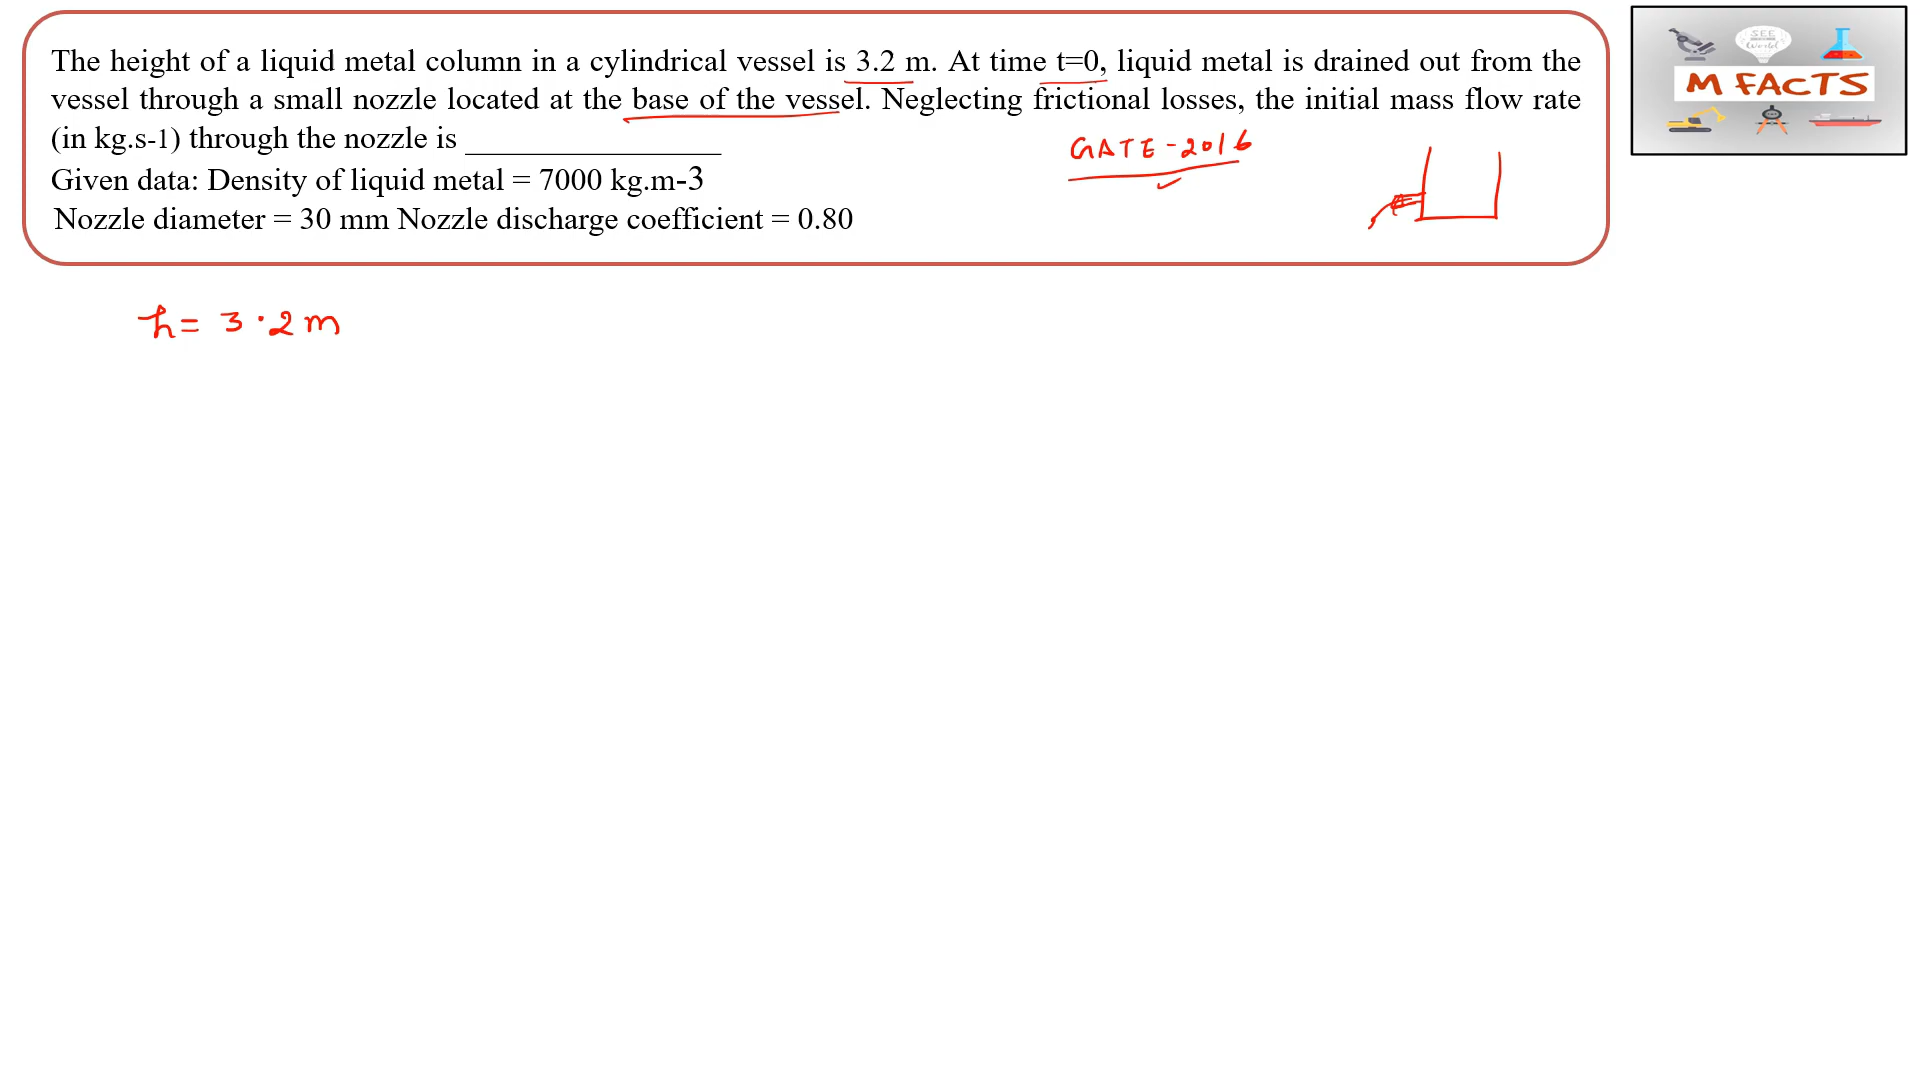 The height of a liquid metal column in a cylindrical vessel is 3.2 m. At time t=0, liquid metal is drained out from the
vessel through a small nozzle located at the base of the vessel. Neglecting frictional losses, the initial mass flow rate
(in kg.s-1) through the nozzle is ________________
GATE-2016
Given data: Density of liquid metal = 7000 kg.m-3
Nozzle diameter = 30 mm Nozzle discharge coefficient = 0.80
SEE
World
M FACTS
h = 3.2 m